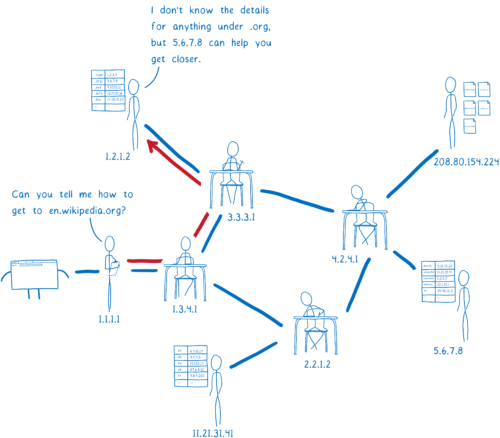 I don't know the details
for anything under .org,
but 5.6.7.8 can help you
get closer.
1.2.1.2
208.80.154.224
Can you tell me how to
get to en.wikipedia.org?
3.3.3.1
4.2.4.1
1.1.1.1
1.3.4.1
5.6.7.8
2.2.1.2
11.21.31.41